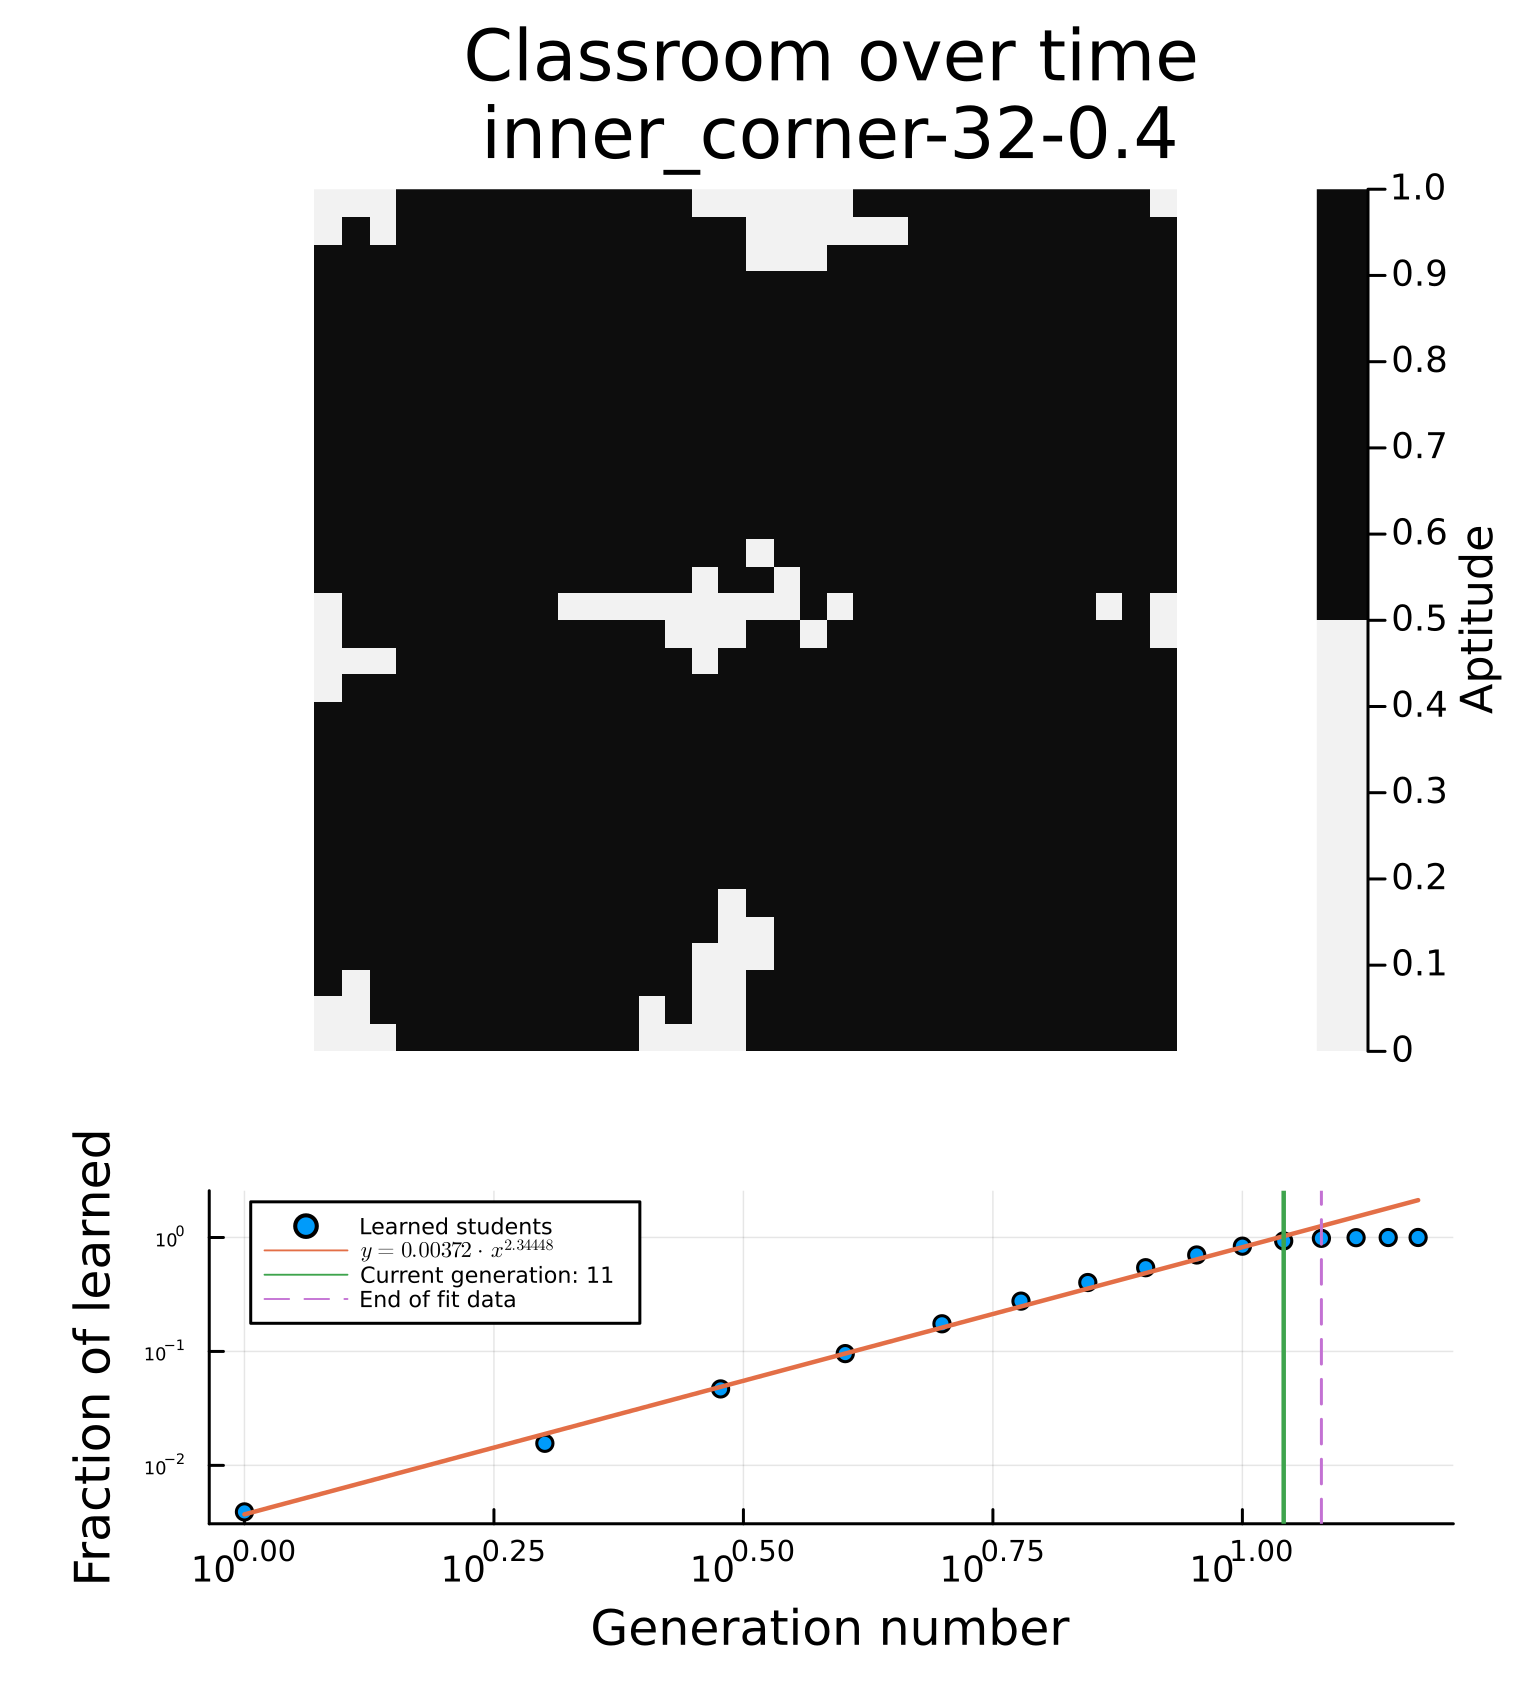 Classroom over time
inner_corner-32-0.4
1.0
0.9
0.8
0.7
0.6
0.5
0.4
0.3
0.2
0.1
0
Aptitude
Fraction of learned
10⁰
10⁻¹
10⁻²
Learned students
y = 0.00372 · x^2.34448
Current generation: 11
End of fit data
10^0.00 10^0.25 10^0.50 10^0.75 10^1.00
Generation number